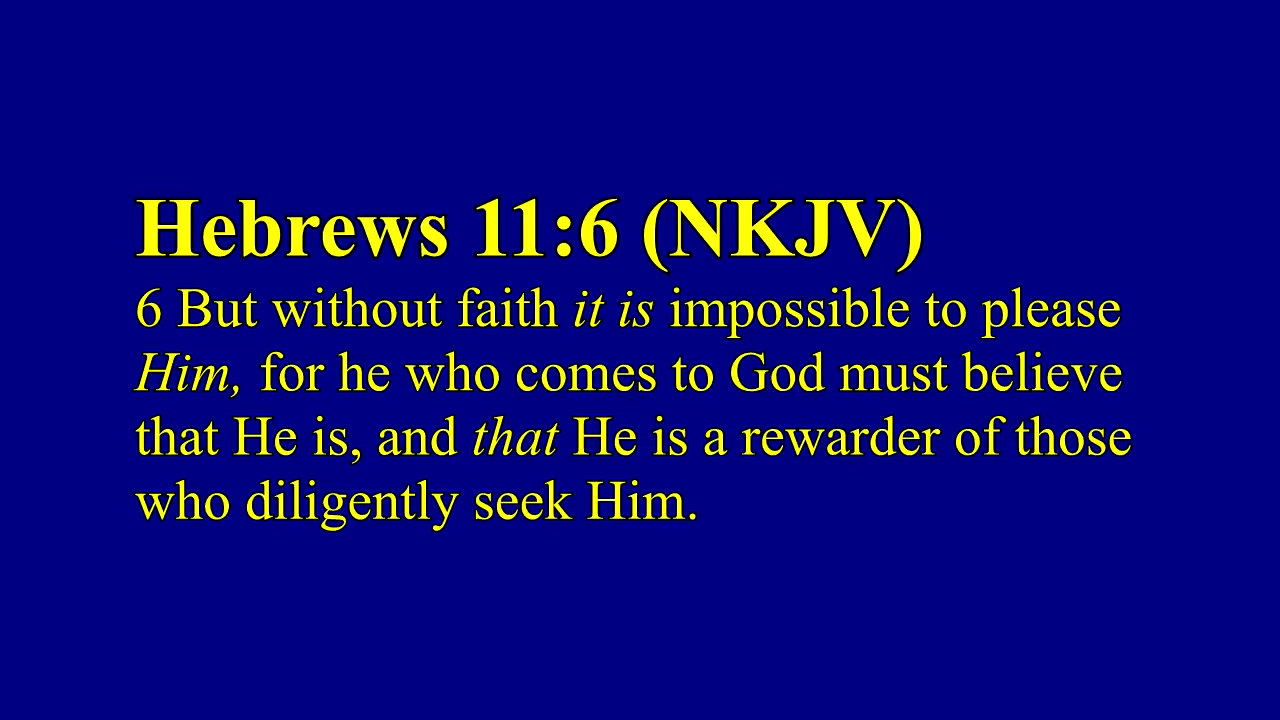 Hebrews 11:6 (NKJV)
6 But without faith it is impossible to please
Him, for he who comes to God must believe
that He is, and that He is a rewarder of those
who diligently seek Him.